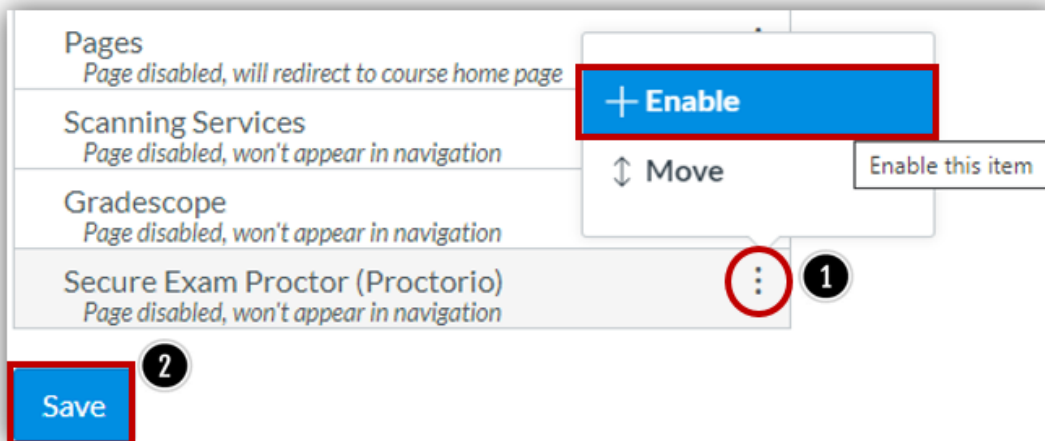 Pages
Page disabled, will redirect to course home page
Enable
Scanning Services
Page disabled, won't appear in navigation
Move
Enable this item
Gradescope
Page disabled, won't appear in navigation
Secure Exam Proctor (Proctorio)
Page disabled, won't appear in navigation
1
2
Save